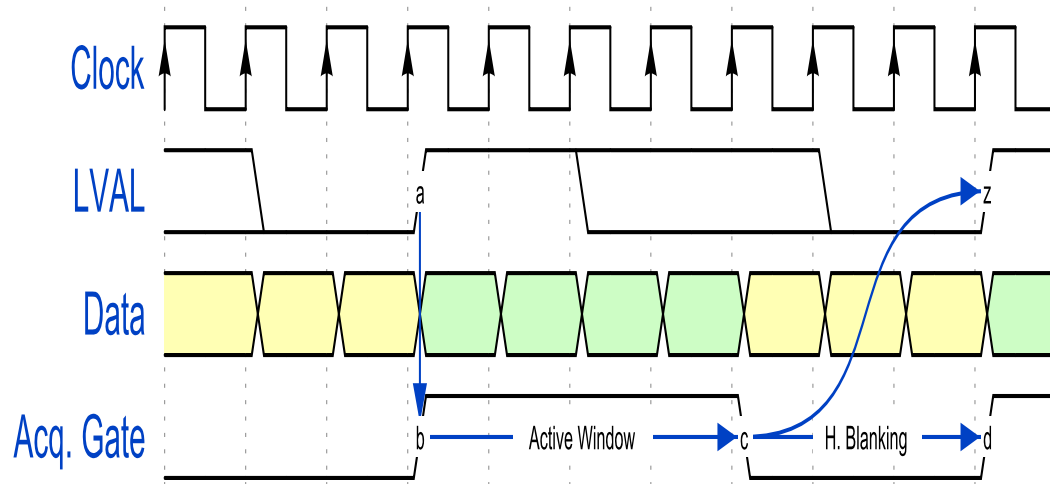 Clock
LVAL
a
z
Data
Acq. Gate
b
Active Window
c
H. Blanking
d